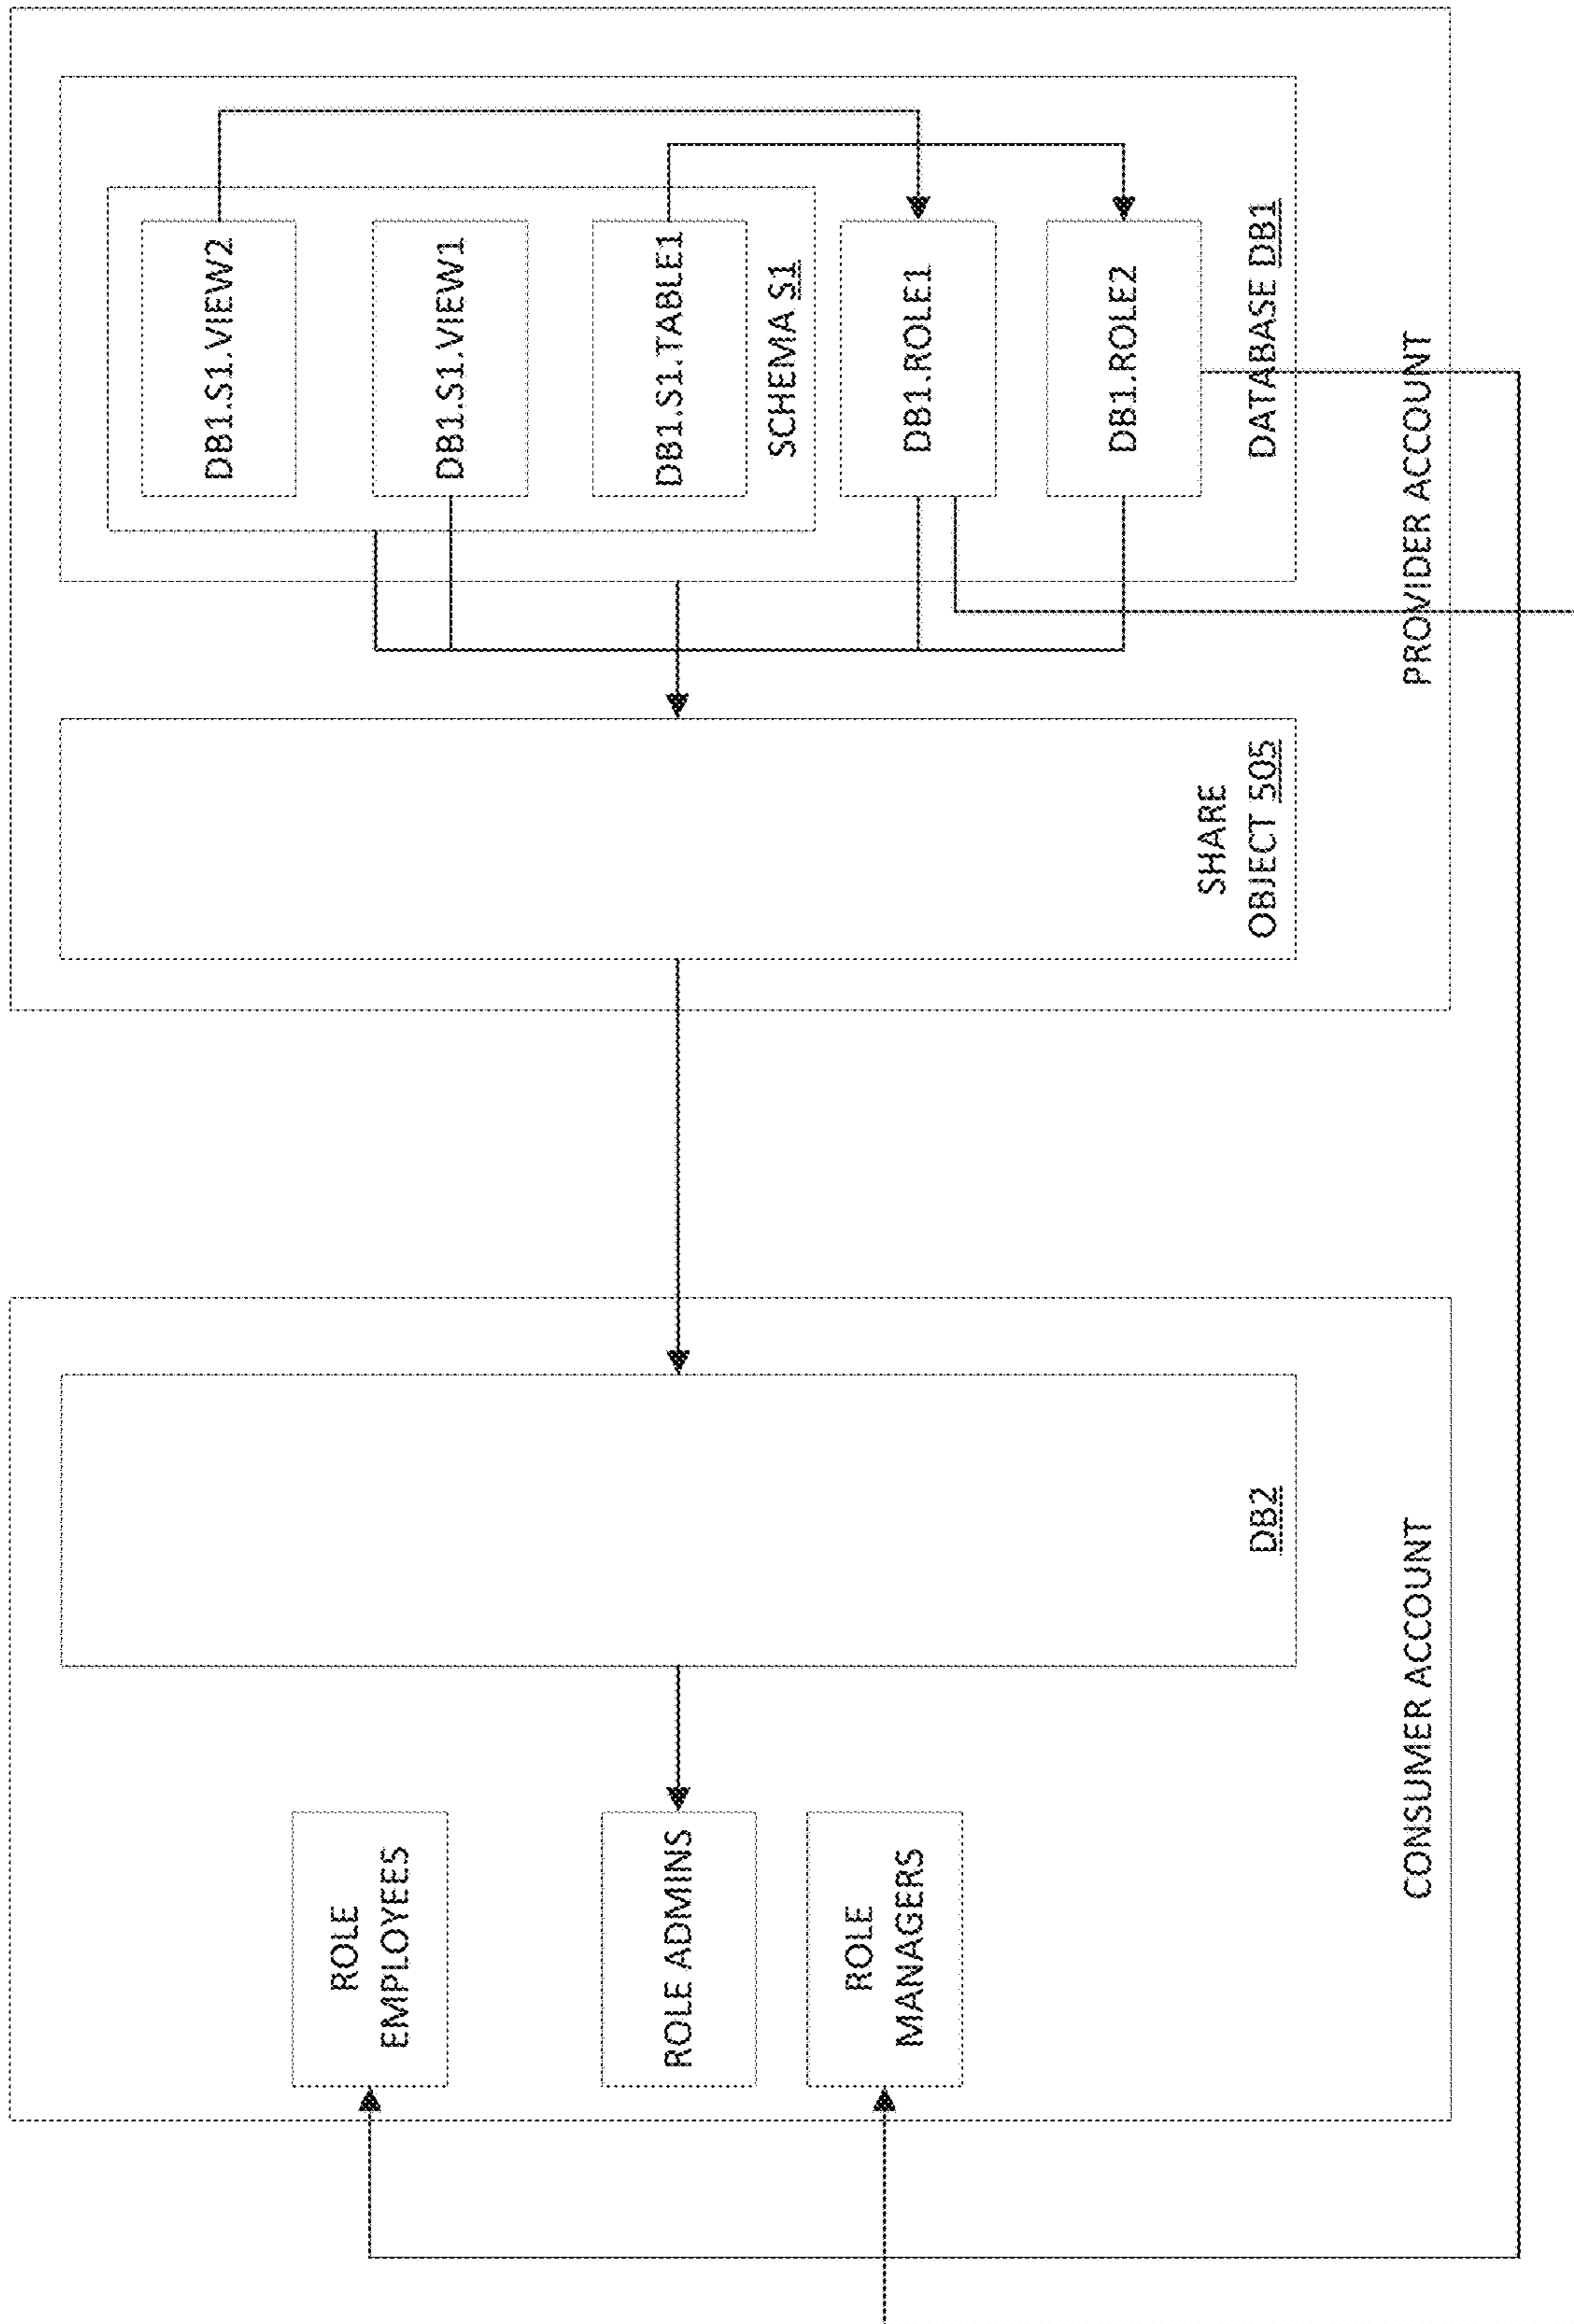 ROLE
EMPLOYEES
ROLE ADMINS
ROLE
MANAGERS
DB2
CONSUMER ACCOUNT
SHARE
OBJECT 505
DB1.S1.VIEW2
DB1.S1.VIEW1
DB1.S1.TABLE1
SCHEMA S1
DB1.ROLE1
DB1.ROLE2
DATABASE DB1
PROVIDER ACCOUNT